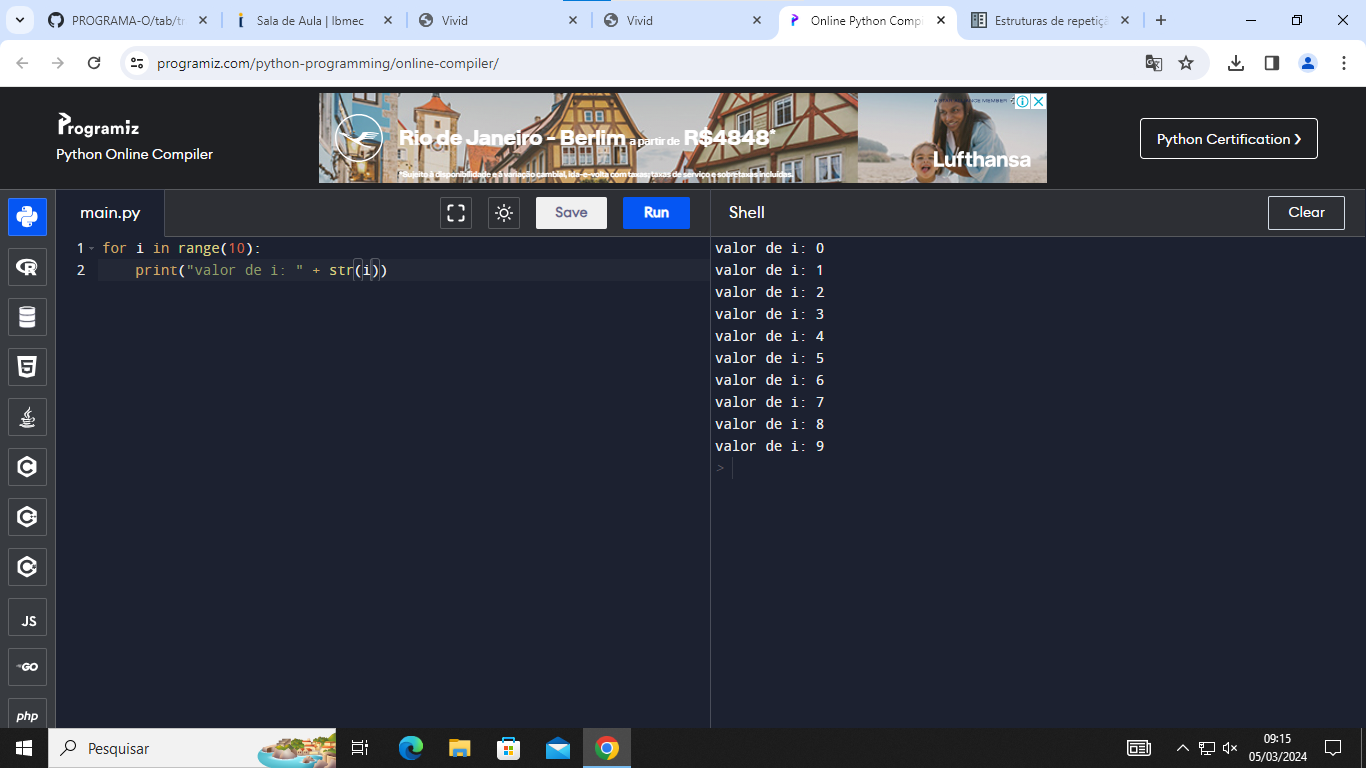 PROGRAMA-O/tab/tr
Sala de Aula | Ibmec
Vivid
Vivid
Online Python Compi
Estruturas de repetiçã
programiz.com/python-programming/online-compiler/
Programiz
Python Online Compiler
Rio de Janeiro - Berlim a partir de R$4848*
*Sujeito à disponibilidade e à variação cambial, ida-e-volta com taxas; taxas de serviço e sobretaxas incluídas.
Lufthansa
Python Certification ❯
main.py
Save
Run
Shell
Clear
1 for i in range(10):
2     print("valor de i: " + str(i))
valor de i: 0
valor de i: 1
valor de i: 2
valor de i: 3
valor de i: 4
valor de i: 5
valor de i: 6
valor de i: 7
valor de i: 8
valor de i: 9
>
R
5
C
C
C
JS
GO
php
Pesquisar
09:15
05/03/2024